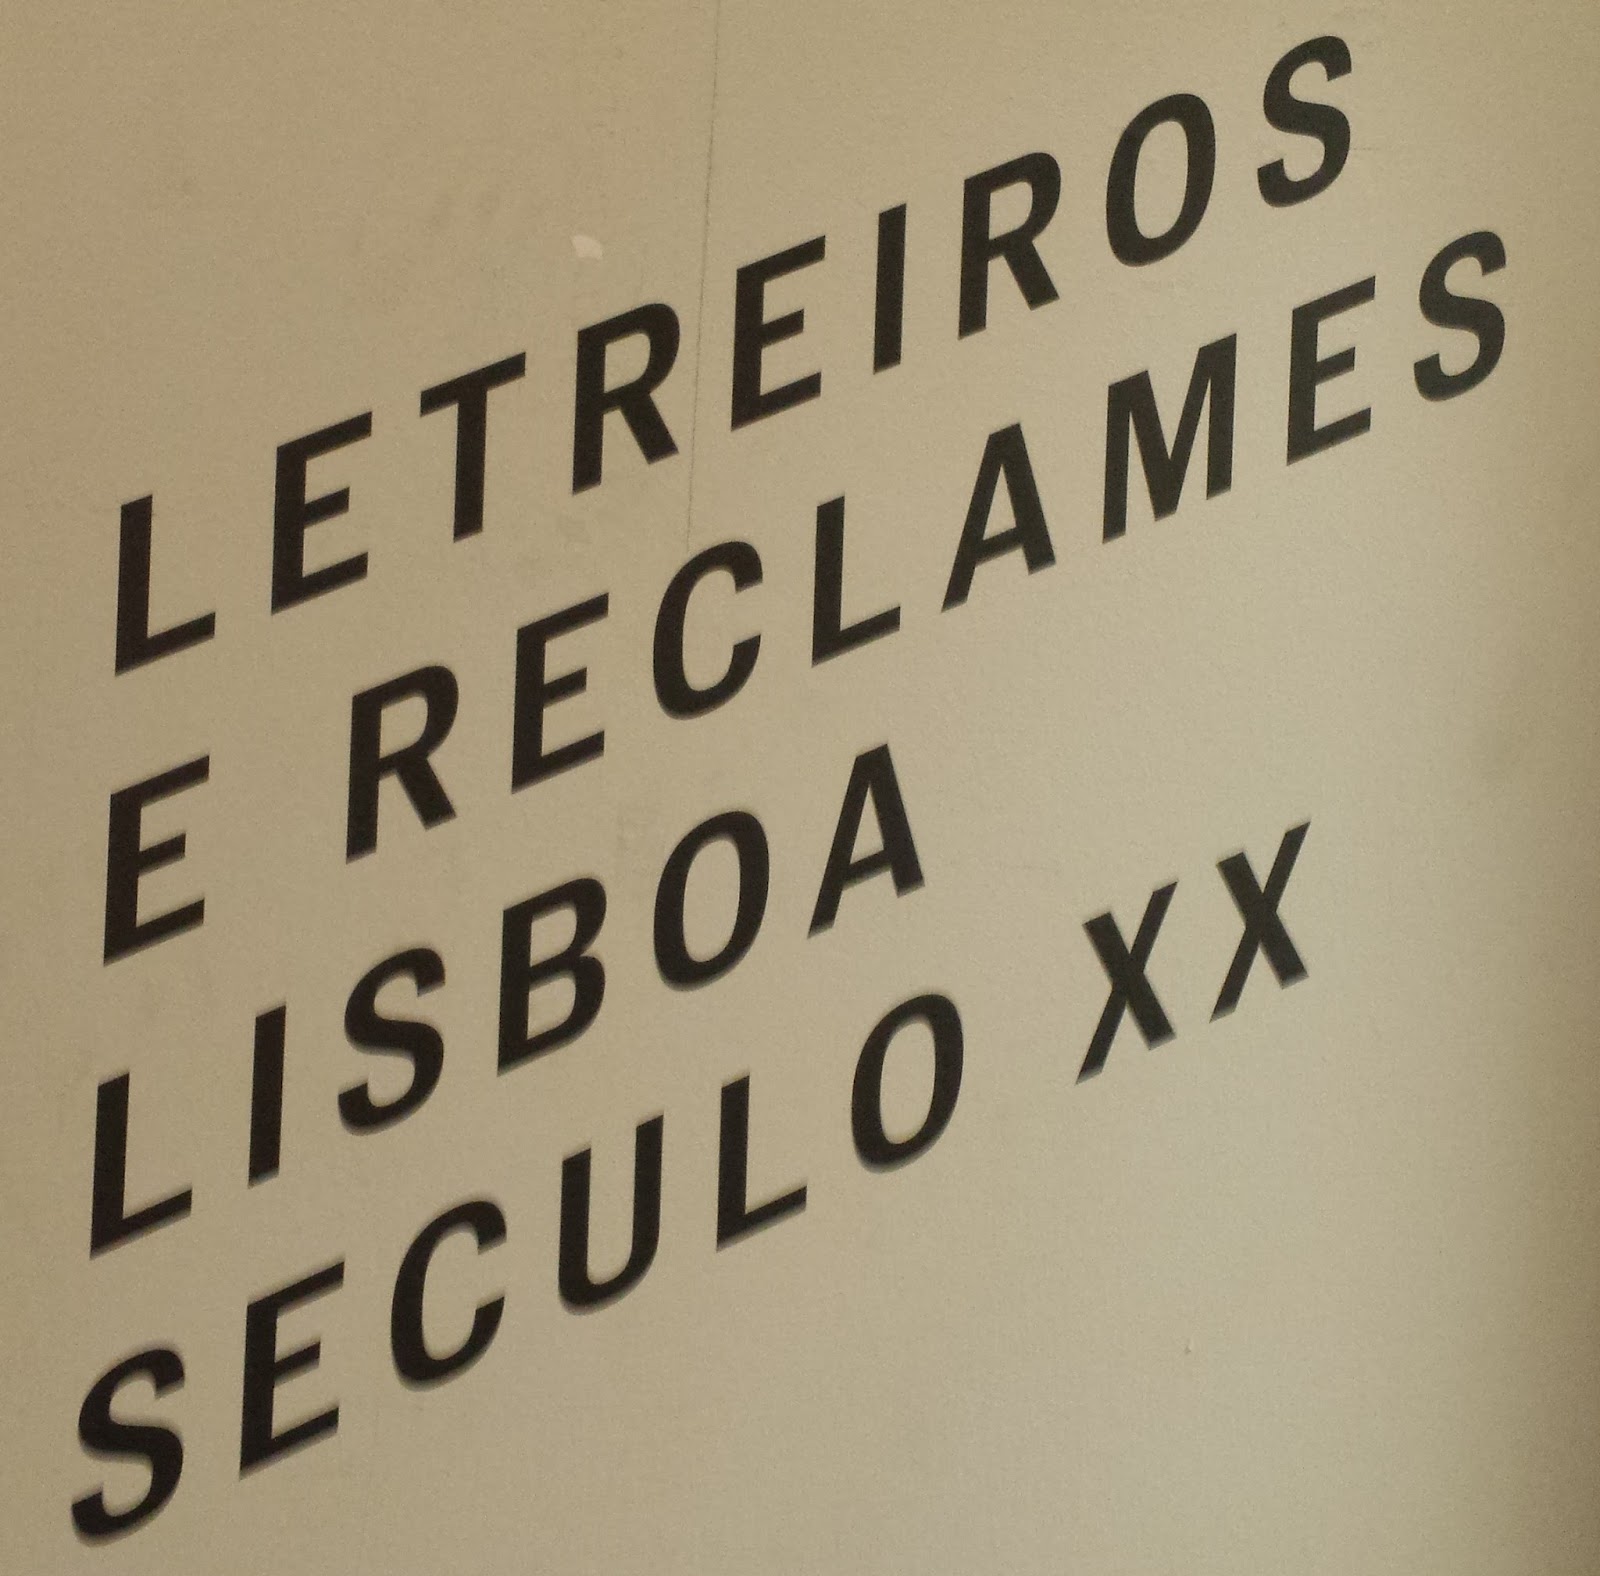 LETREIROS
E RECLAMES
LISBOA
SECULO XX